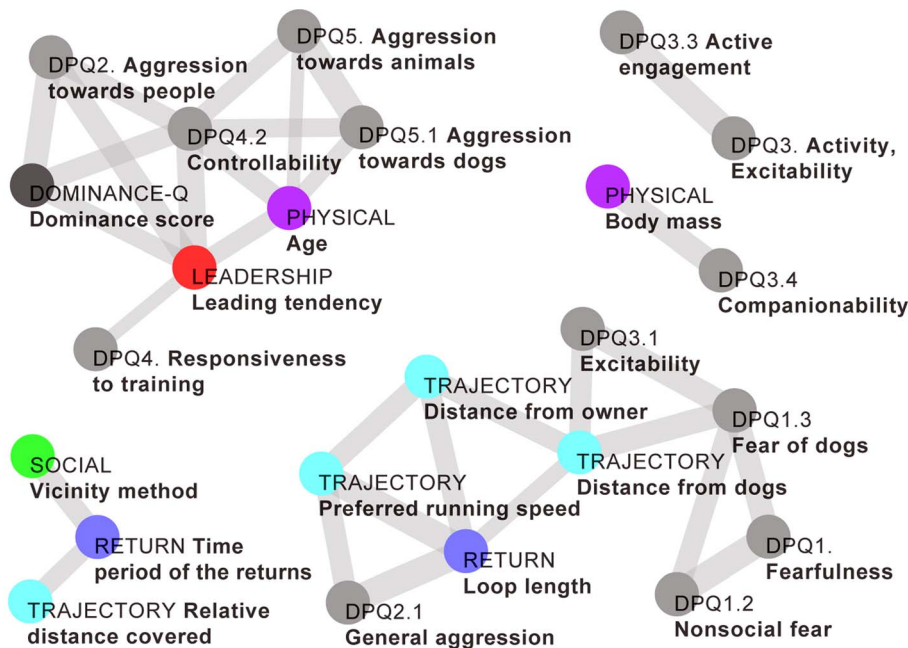 DPQ2. Aggression
towards people
DPQ5. Aggression
towards animals
DPQ4.2
Controllability
DPQ5.1 Aggression
towards dogs
DOMINANCE-Q
Dominance score
PHYSICAL
Age
LEADERSHIP
Leading tendency
DPQ4. Responsiveness
to training
DPQ3.3 Active
engagement
DPQ3. Activity,
Excitability
PHYSICAL
Body mass
DPQ3.4
Companionability
DPQ3.1
Excitability
TRAJECTORY
Distance from owner
DPQ1.3
Fear of dogs
TRAJECTORY
Distance from dogs
TRAJECTORY
Preferred running speed
RETURN
Loop length
DPQ1.
Fearfulness
DPQ2.1
General aggression
DPQ1.2
Nonsocial fear
SOCIAL
Vicinity method
RETURN Time
period of the returns
TRAJECTORY Relative
distance covered